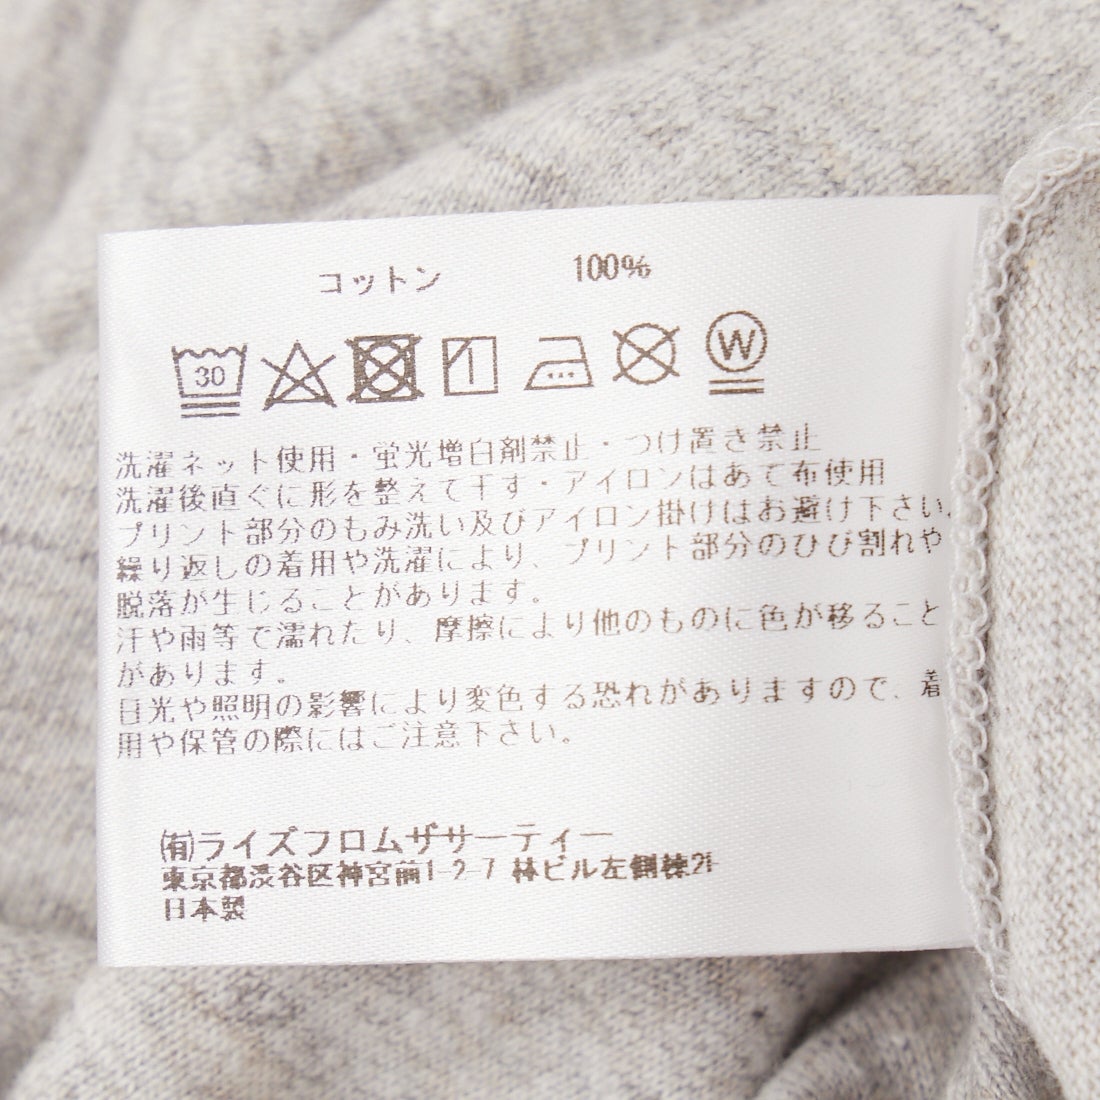 コットン 100%
30 W
洗濯ネット使用・蛍光増白剤禁止・つけ置き禁止
洗濯後直ぐに形を整えて干す・アイロンはあて布使用
プリント部分のもみ洗い及びアイロン掛けはお避け下さい。
繰り返しの着用や洗濯により、プリント部分のひび割れや
脱落が生じることがあります。
汗や雨等で濡れたり、摩擦により他のものに色が移ること
があります。
日光や照明の影響により変色する恐れがありますので、着
用や保管の際にはご注意下さい。
(有)ライズフロムザサーティー
東京都渋谷区神宮前1-2-7 林ビル左側棟2F
日本製